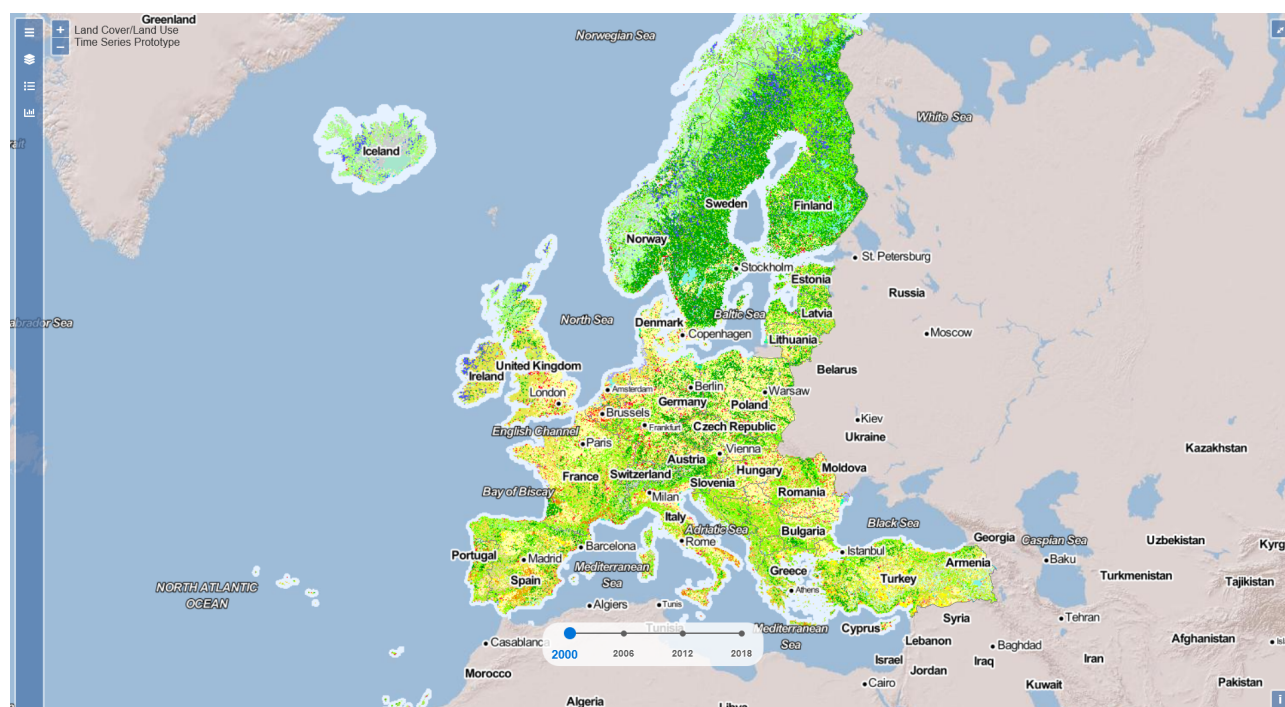 Greenland
Land Cover/Land Use
Time Series Prototype
Norwegian Sea
White Sea
Iceland
Sweden
Finland
Norway
St. Petersburg
Stockholm
Estonia
Russia
Latvia
Baltic Sea
North Sea
Denmark
abrador Sea
Copenhagen
Moscow
Lithuania
United Kingdom
Belarus
Ireland
Berlin
London
Amsterdam
Warsaw
Germany
Poland
Brussels
Kiev
Frankfurt
Czech Republic
English Channel
Ukraine
Paris
Kazakhstan
Vienna
Austria
Moldova
Hungary
France
Switzerland
Slovenia
Bay of Biscay
Romania
Milan
Italy
Black Sea
Adriatic Sea
Bulgaria
Georgia
Caspian Sea
Uzbekistan
Rome
Kyrg
Barcelona
Istanbul
Portugal
Madrid
Baku
Armenia
Mediterranean
Sea
Greece
Turkmenistan
Spain
Turkey
Tajikistan
NORTH ATLANTIC
OCEAN
Athens
Algiers
Tunis
Syria
Tehran
Tunisia
Mediterranean
Sea
Cyprus
Casablanca
Lebanon
Baghdad
Afghanistan
Isl
2000
2006
2012
2018
Israel
Iraq
Iran
Jordan
Morocco
Cairo
Kuwait
Pakistan
Algeria
Libya